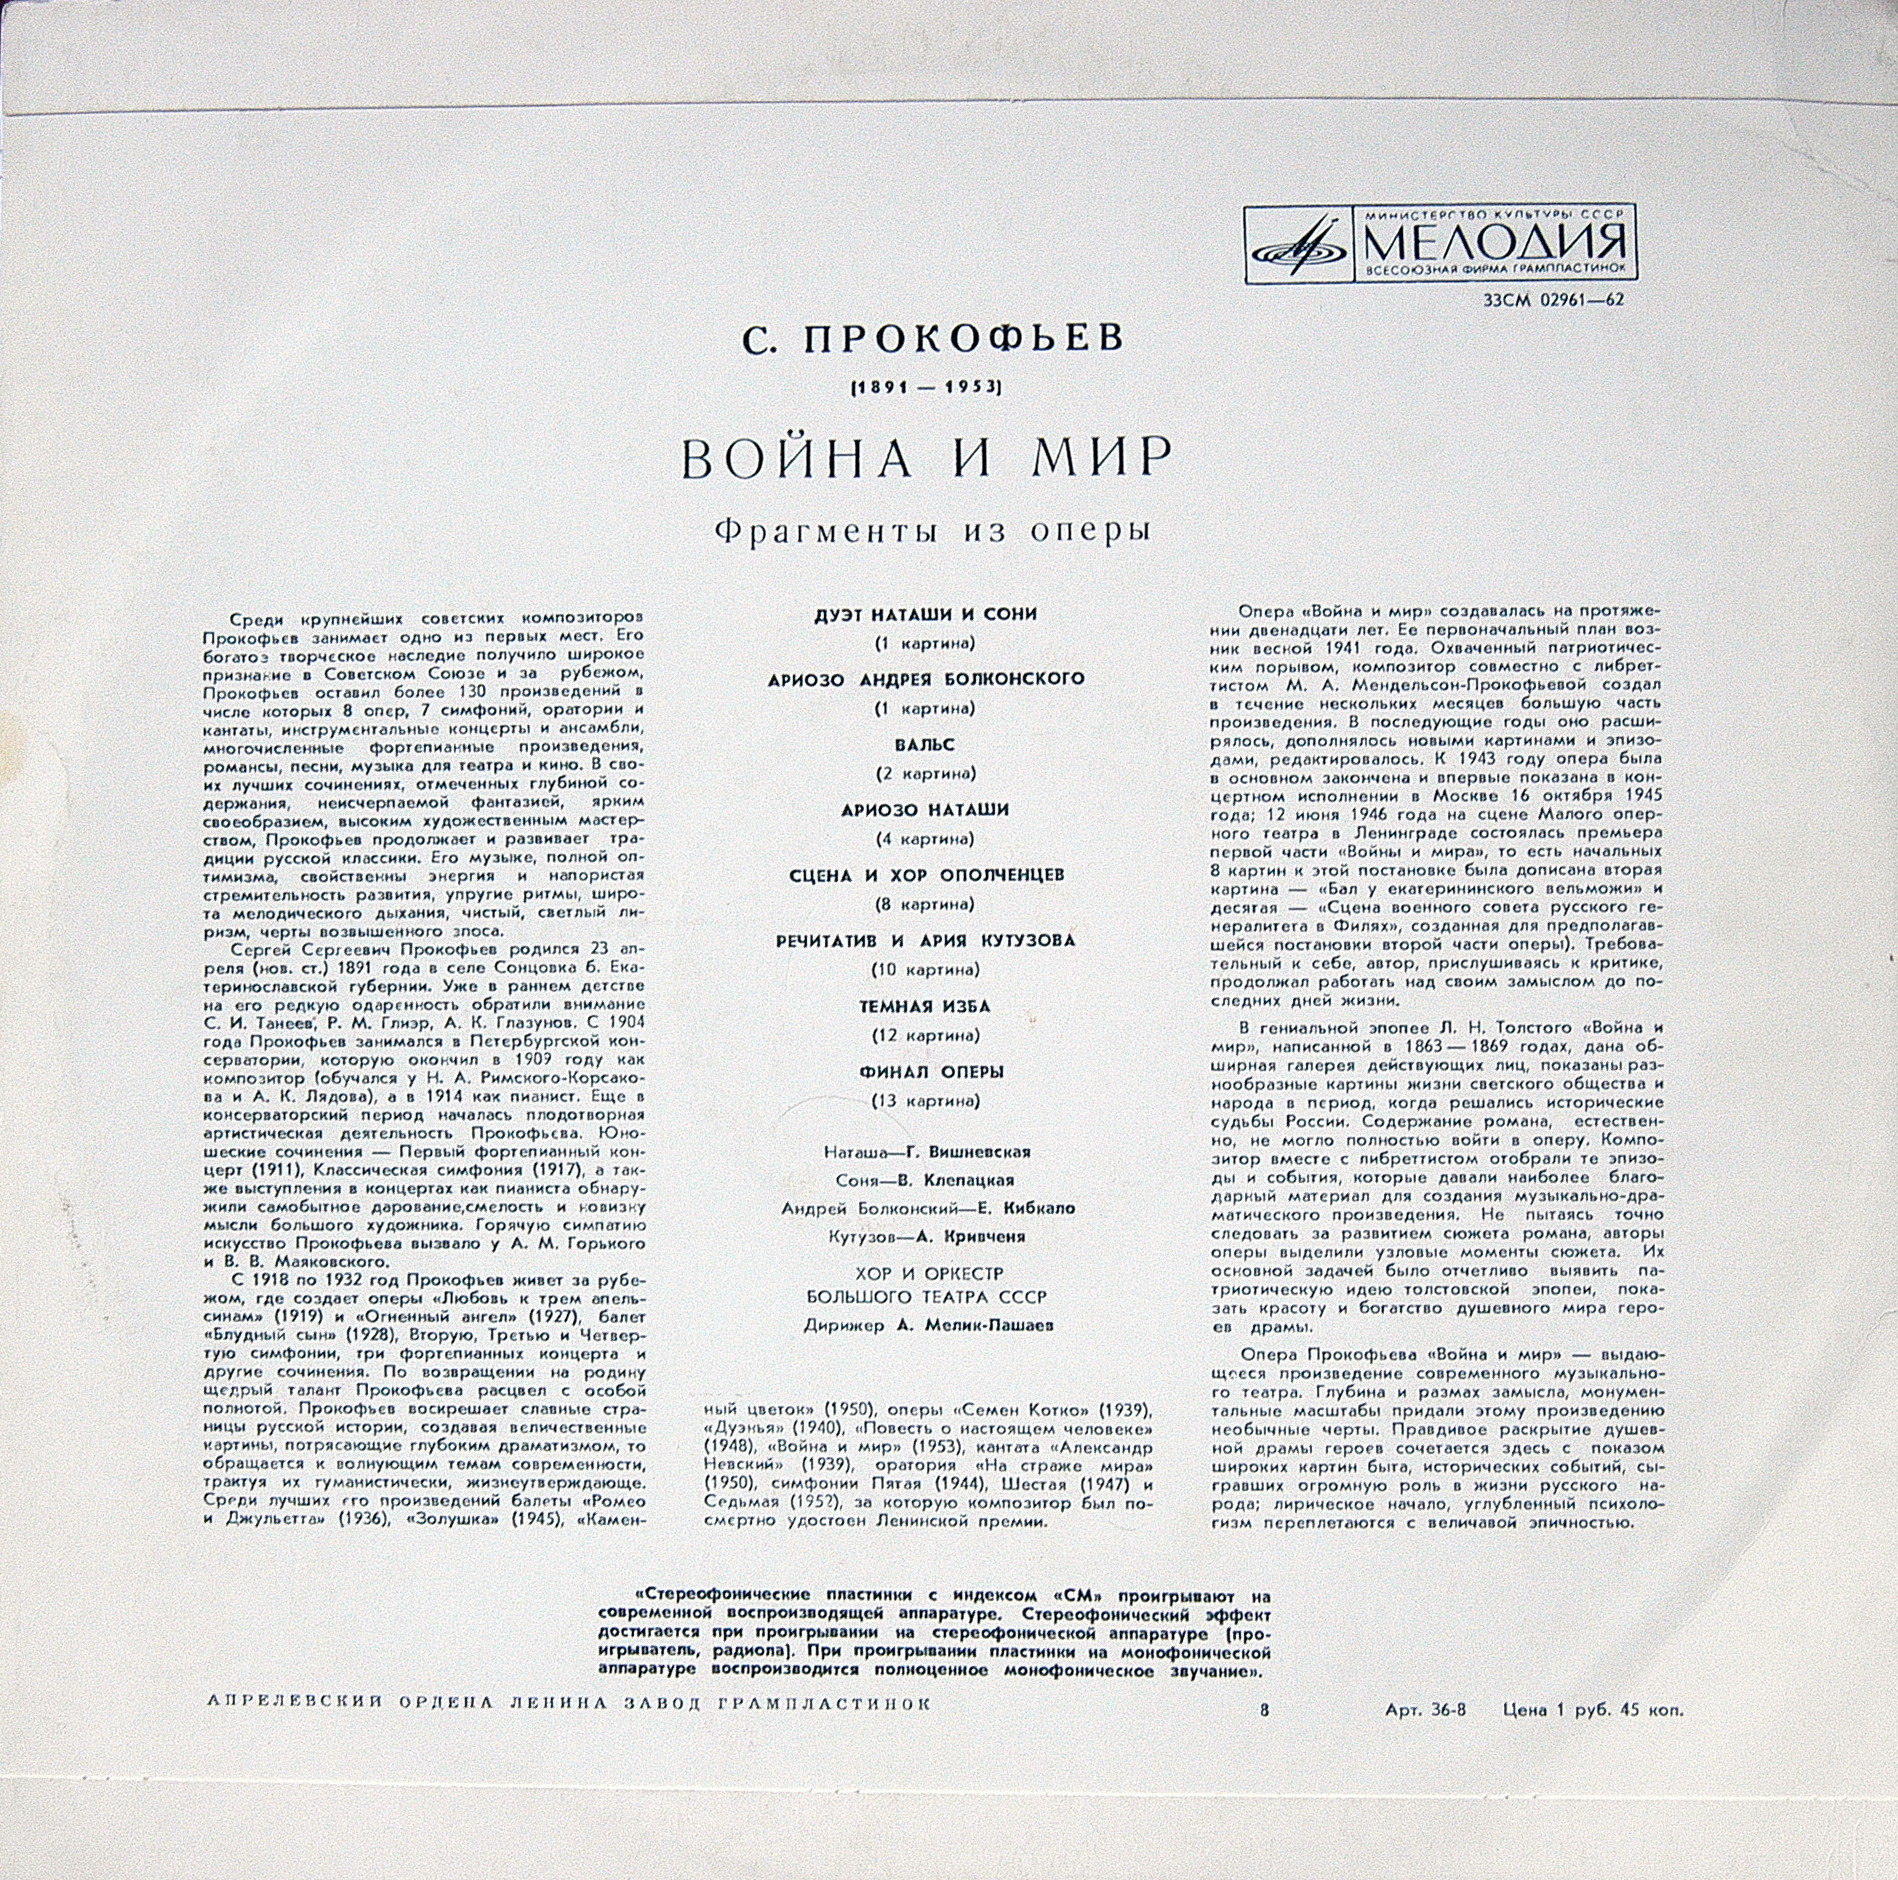 МИНИСТЕРСТВО КУЛЬТУРЫ СССР
МЕЛОДИЯ
ВСЕСОЮЗНАЯ ФИРМА ГРАМПЛАСТИНОК
33СМ 02961—62
С. ПРОКОФЬЕВ
(1891 — 1953)
ВОЙНА И МИР
Фрагменты из оперы
Среди крупнейших советских композиторов
Прокофьев занимает одно из первых мест. Его
богатое творческое наследие получило широкое
признание в Советском Союзе и за рубежом,
Прокофьев оставил более 130 произведений в
числе которых 8 опер, 7 симфоний, оратории и
кантаты, инструментальные концерты и ансамбли,
многочисленные фортепианные произведения,
романсы, песни, музыка для театра и кино. В сво-
их лучших сочинениях, отмеченных глубиной со-
держания, неисчерпаемой фантазией, ярким
своеобразием, высоким художественным мастер-
ством, Прокофьев продолжает и развивает тра-
диции русской классики. Его музыке, полной оп-
тимизма, свойственны энергия и напористая
стремительность развития, упругие ритмы, широ-
та мелодического дыхания, чистый, светлый ли-
ризм, черты возвышенного эпоса.
Сергей Сергеевич Прокофьев родился 23 ап-
реля (нов. ст.) 1891 года в селе Сонцовка б. Ека-
теринославской губернии. Уже в раннем детстве
на его редкую одаренность обратили внимание
С. И. Танеев, Р. М. Глиэр, А. К. Глазунов. С 1904
года Прокофьев занимался в Петербургской кон-
серватории, которую окончил в 1909 году как
композитор (обучался у Н. А. Римского-Корсако-
ва и А. К. Лядова), а в 1914 как пианист. Еще в
консерваторский период началась плодотворная
артистическая деятельность Прокофьева. Юно-
шеские сочинения — Первый фортепианный кон-
церт (1911), Классическая симфония (1917), а так-
же выступления в концертах как пианиста обнару-
жили самобытное дарование,смелость и новизну
мысли большого художника. Горячую симпатию
искусство Прокофьева вызвало у А. М. Горького
и В. В. Маяковского.
С 1918 по 1932 год Прокофьев живет за рубе-
жом, где создает оперы «Любовь к трем апель-
синам» (1919) и «Огненный ангел» (1927), балет
«Блудный сын» (1928), Вторую, Третью и Четвер-
тую симфонии, три фортепианных концерта и
другие сочинения. По возвращении на родину
щедрый талант Прокофьева расцвел с особой
полнотой. Прокофьев воскрешает славные стра-
ницы русской истории, создавая величественные
картины, потрясающие глубоким драматизмом, то
обращается к волнующим темам современности,
трактуя их гуманистически, жизнеутверждающе.
Среди лучших его произведений балеты «Ромео
и Джульетта» (1936), «Золушка» (1945), «Камен-
ДУЭТ НАТАШИ И СОНИ
(1 картина)
АРИОЗО АНДРЕЯ БОЛКОНСКОГО
(1 картина)
ВАЛЬС
(2 картина)
АРИОЗО НАТАШИ
(4 картина)
СЦЕНА И ХОР ОПОЛЧЕНЦЕВ
(8 картина)
РЕЧИТАТИВ И АРИЯ КУТУЗОВА
(10 картина)
ТЕМНАЯ ИЗБА
(12 картина)
ФИНАЛ ОПЕРЫ
(13 картина)
Наташа—Г. Вишневская
Соня—В. Клепацкая
Андрей Болконский—Е. Кибкало
Кутузов—А. Кривченя
ХОР И ОРКЕСТР
БОЛЬШОГО ТЕАТРА СССР
Дирижер А. Мелик-Пашаев
ный цветок» (1950), оперы «Семен Котко» (1939),
«Дуэнья» (1940), «Повесть о настоящем человеке»
(1948), «Война и мир» (1953), кантата «Александр
Невский» (1939), оратория «На страже мира»
(1950), симфонии Пятая (1944), Шестая (1947) и
Седьмая (1952), за которую композитор был по-
смертно удостоен Ленинской премии.
Опера «Война и мир» создавалась на протяже-
нии двенадцати лет. Ее первоначальный план воз-
ник весной 1941 года. Охваченный патриотичес-
ким порывом, композитор совместно с либрет-
тистом М. А. Мендельсон-Прокофьевой создал
в течение нескольких месяцев большую часть
произведения. В последующие годы оно расши-
рялось, дополнялось новыми картинами и эпизо-
дами, редактировалось. К 1943 году опера была
в основном закончена и впервые показана в кон-
цертном исполнении в Москве 16 октября 1945
года; 12 июня 1946 года на сцене Малого опер-
ного театра в Ленинграде состоялась премьера
первой части «Войны и мира», то есть начальных
8 картин к этой постановке была дописана вторая
картина — «Бал у екатерининского вельможи» и
десятая — «Сцена военного совета русского ге-
нералитета в Филях», созданная для предполагав-
шейся постановки второй части оперы). Требова-
тельный к себе, автор, прислушиваясь к критике,
продолжал работать над своим замыслом до по-
следних дней жизни.
В гениальной эпопее Л. Н. Толстого «Война и
мир», написанной в 1863—1869 годах, дана об-
ширная галерея действующих лиц, показаны раз-
нообразные картины жизни светского общества и
народа в период, когда решались исторические
судьбы России. Содержание романа, естествен-
но, не могло полностью войти в оперу. Компо-
зитор вместе с либреттистом отобрали те эпизо-
ды и события, которые давали наиболее благо-
дарный материал для создания музыкально-дра-
матического произведения. Не пытаясь точно
следовать за развитием сюжета романа, авторы
оперы выделили узловые моменты сюжета. Их
основной задачей было отчетливо выявить па-
триотическую идею толстовской эпопеи, пока-
зать красоту и богатство душевного мира геро-
ев драмы.
Опера Прокофьева «Война и мир» — выдаю-
щееся произведение современного музыкально-
го театра. Глубина и размах замысла, монумен-
тальные масштабы придали этому произведению
необычные черты. Правдивое раскрытие душев-
ной драмы героев сочетается здесь с показом
широких картин быта, исторических событий, сы-
гравших огромную роль в жизни русского на-
рода; лирическое начало, углубленный психоло-
гизм переплетаются с величавой эпичностью.
«Стереофонические пластинки с индексом «СМ» проигрывают на
современной воспроизводящей аппаратуре. Стереофонический эффект
достигается при проигрывании на стереофонической аппаратуре (про-
игрыватель, радиола). При проигрывании пластинки на монофонической
аппаратуре воспроизводится полноценное монофоническое звучание».
АПРЕЛЕВСКИЙ ОРДЕНА ЛЕНИНА ЗАВОД ГРАМПЛАСТИНОК
8
Арт. 36-8 Цена 1 руб. 45 коп.